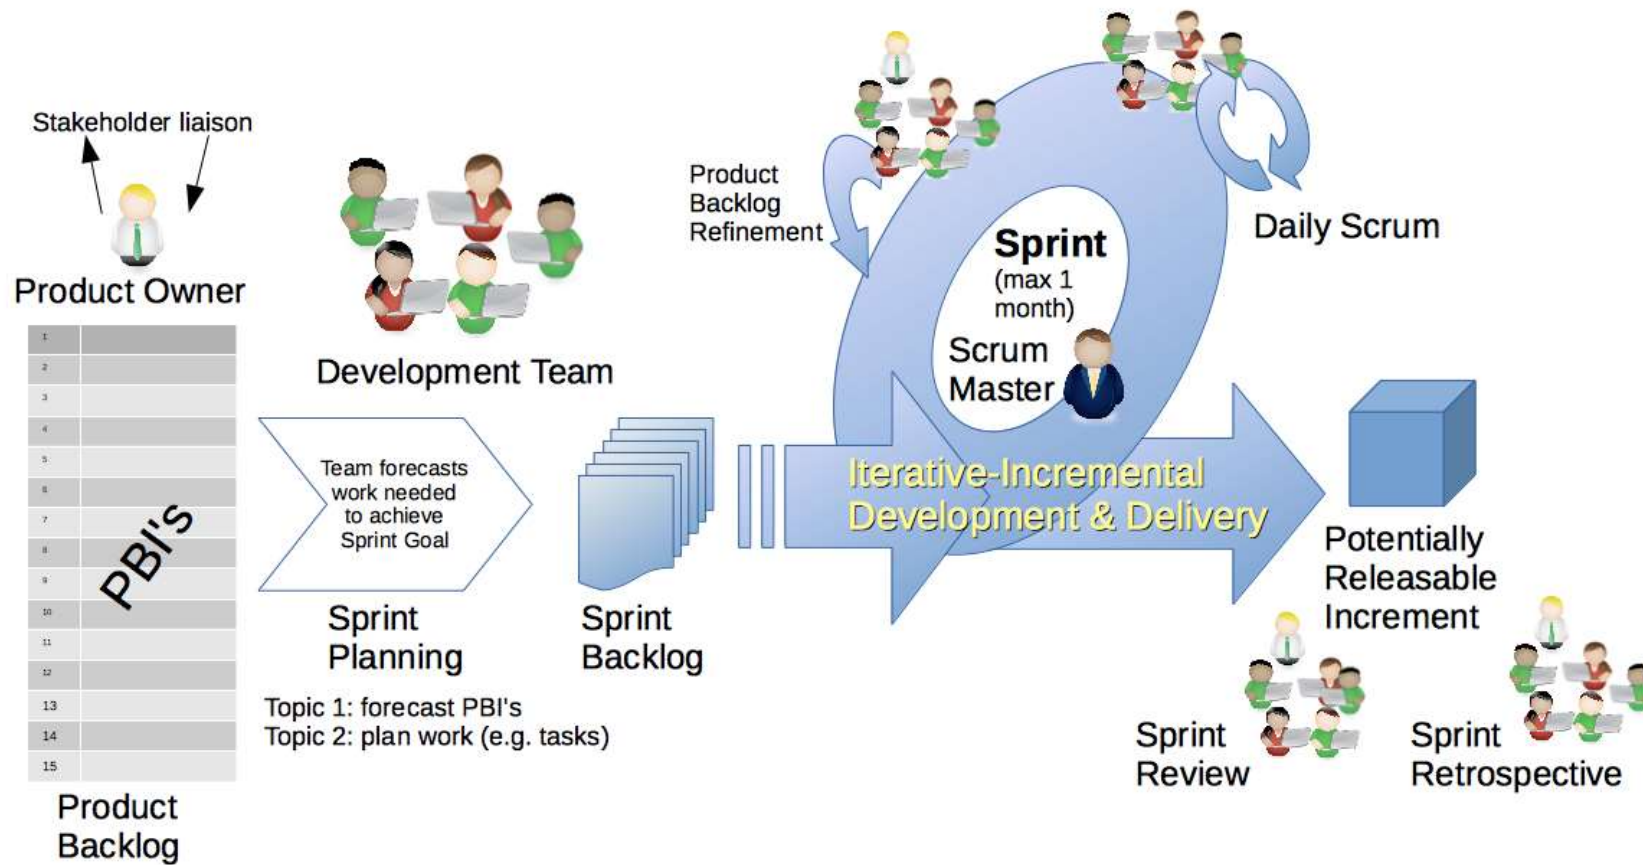 Stakeholder liaison
Product Owner
1
2
3
4
5
6
7
8
9
10
11
12
13
14
15
PBI's
Product
Backlog
Development Team
Team forecasts
work needed
to achieve
Sprint Goal
Sprint
Planning
Topic 1: forecast PBI's
Topic 2: plan work (e.g. tasks)
Sprint
Backlog
Product
Backlog
Refinement
Sprint
(max 1
month)
Scrum
Master
Daily Scrum
Iterative-Incremental
Development & Delivery
Potentially
Releasable
Increment
Sprint
Review
Sprint
Retrospective